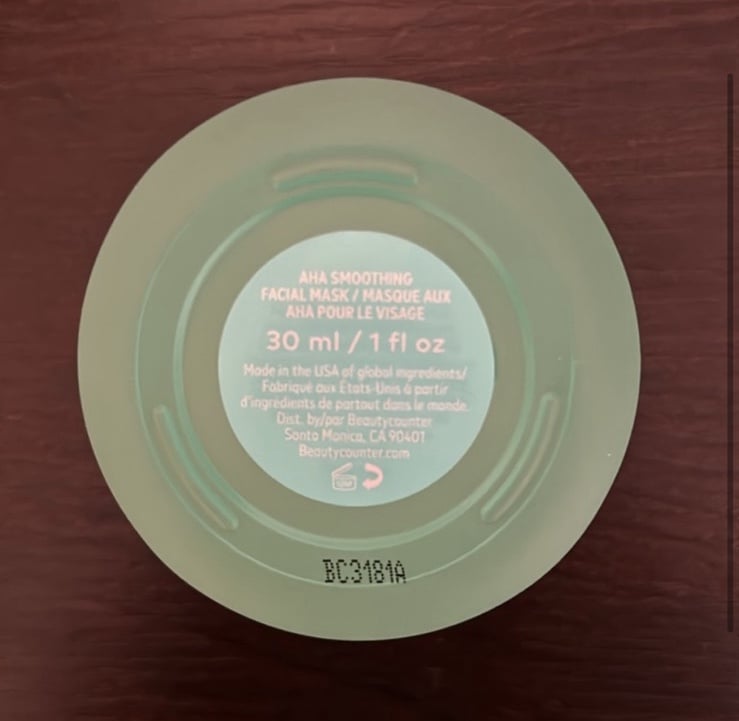 AHA SMOOTHING
FACIAL MASK / MASQUE AUX
AHA POUR LE VISAGE
30 ml / 1 fl oz
Made in the USA of global ingredients/
Fabriqué aux États-Unis à partir
d'ingrédients de partout dans le monde.
Dist. by/par Beautycounter
Santa Monica, CA 90401
Beautycounter.com
12M
BC3181A